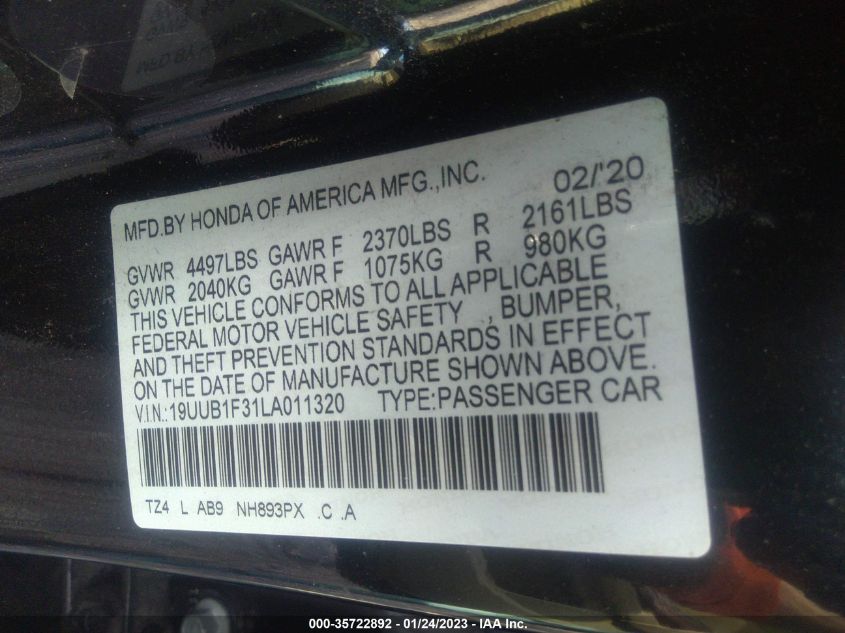 MFD.BY HONDA OF AMERICA MFG.,INC. 02/'20
GVWR 4497LBS GAWR F 2370LBS R 2161LBS
GVWR 2040KG GAWR F 1075KG R 980KG
THIS VEHICLE CONFORMS TO ALL APPLICABLE
FEDERAL MOTOR VEHICLE SAFETY , BUMPER,
AND THEFT PREVENTION STANDARDS IN EFFECT
ON THE DATE OF MANUFACTURE SHOWN ABOVE.
V.IN.:19UUB1F31LA011320 TYPE:PASSENGER CAR
TZ4 L AB9 NH893PX .C .A
000-35722892 - 01/24/2023 - IAA Inc.